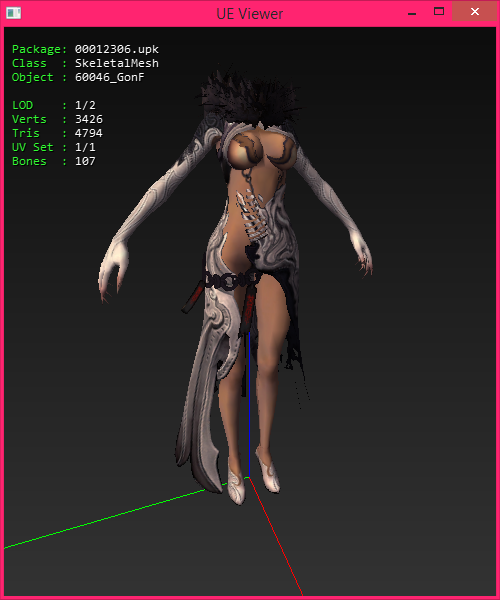 UE Viewer
Package: 00012306.upk
Class  : SkeletalMesh
Object : 60046_GonF
LOD    : 1/2
Verts  : 3426
Tris   : 4794
UV Set : 1/1
Bones  : 107